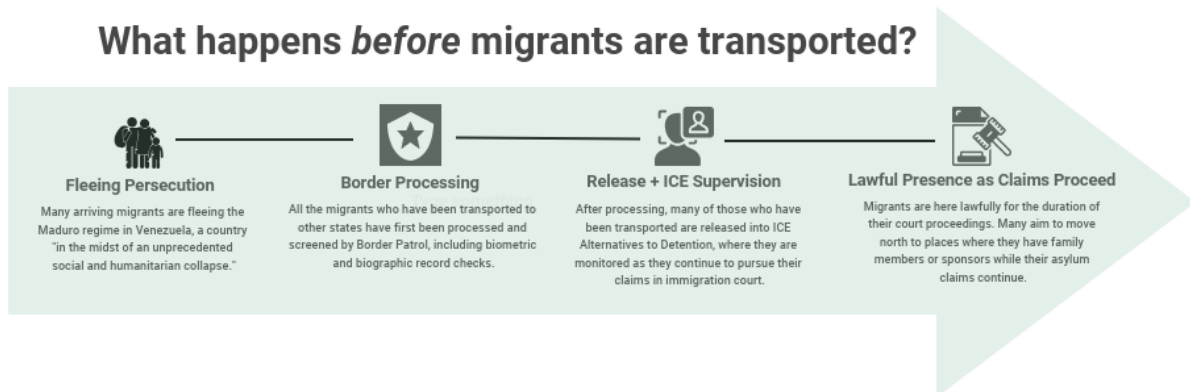 What happens before migrants are transported?
Fleeing Persecution
Many arriving migrants are fleeing the
Maduro regime in Venezuela, a country
"in the midst of an unprecedented
social and humanitarian collapse."
Border Processing
All the migrants who have been transported to
other states have first been processed and
screened by Border Patrol, including biometric
and biographic record checks.
Release + ICE Supervision
After processing, many of those who have
been transported are released into ICE
Alternatives to Detention, where they are
monitored as they continue to pursue their
claims in immigration court.
Lawful Presence as Claims Proceed
Migrants are here lawfully for the duration of
their court proceedings. Many aim to move
north to places where they have family
members or sponsors while their asylum
claims continue.